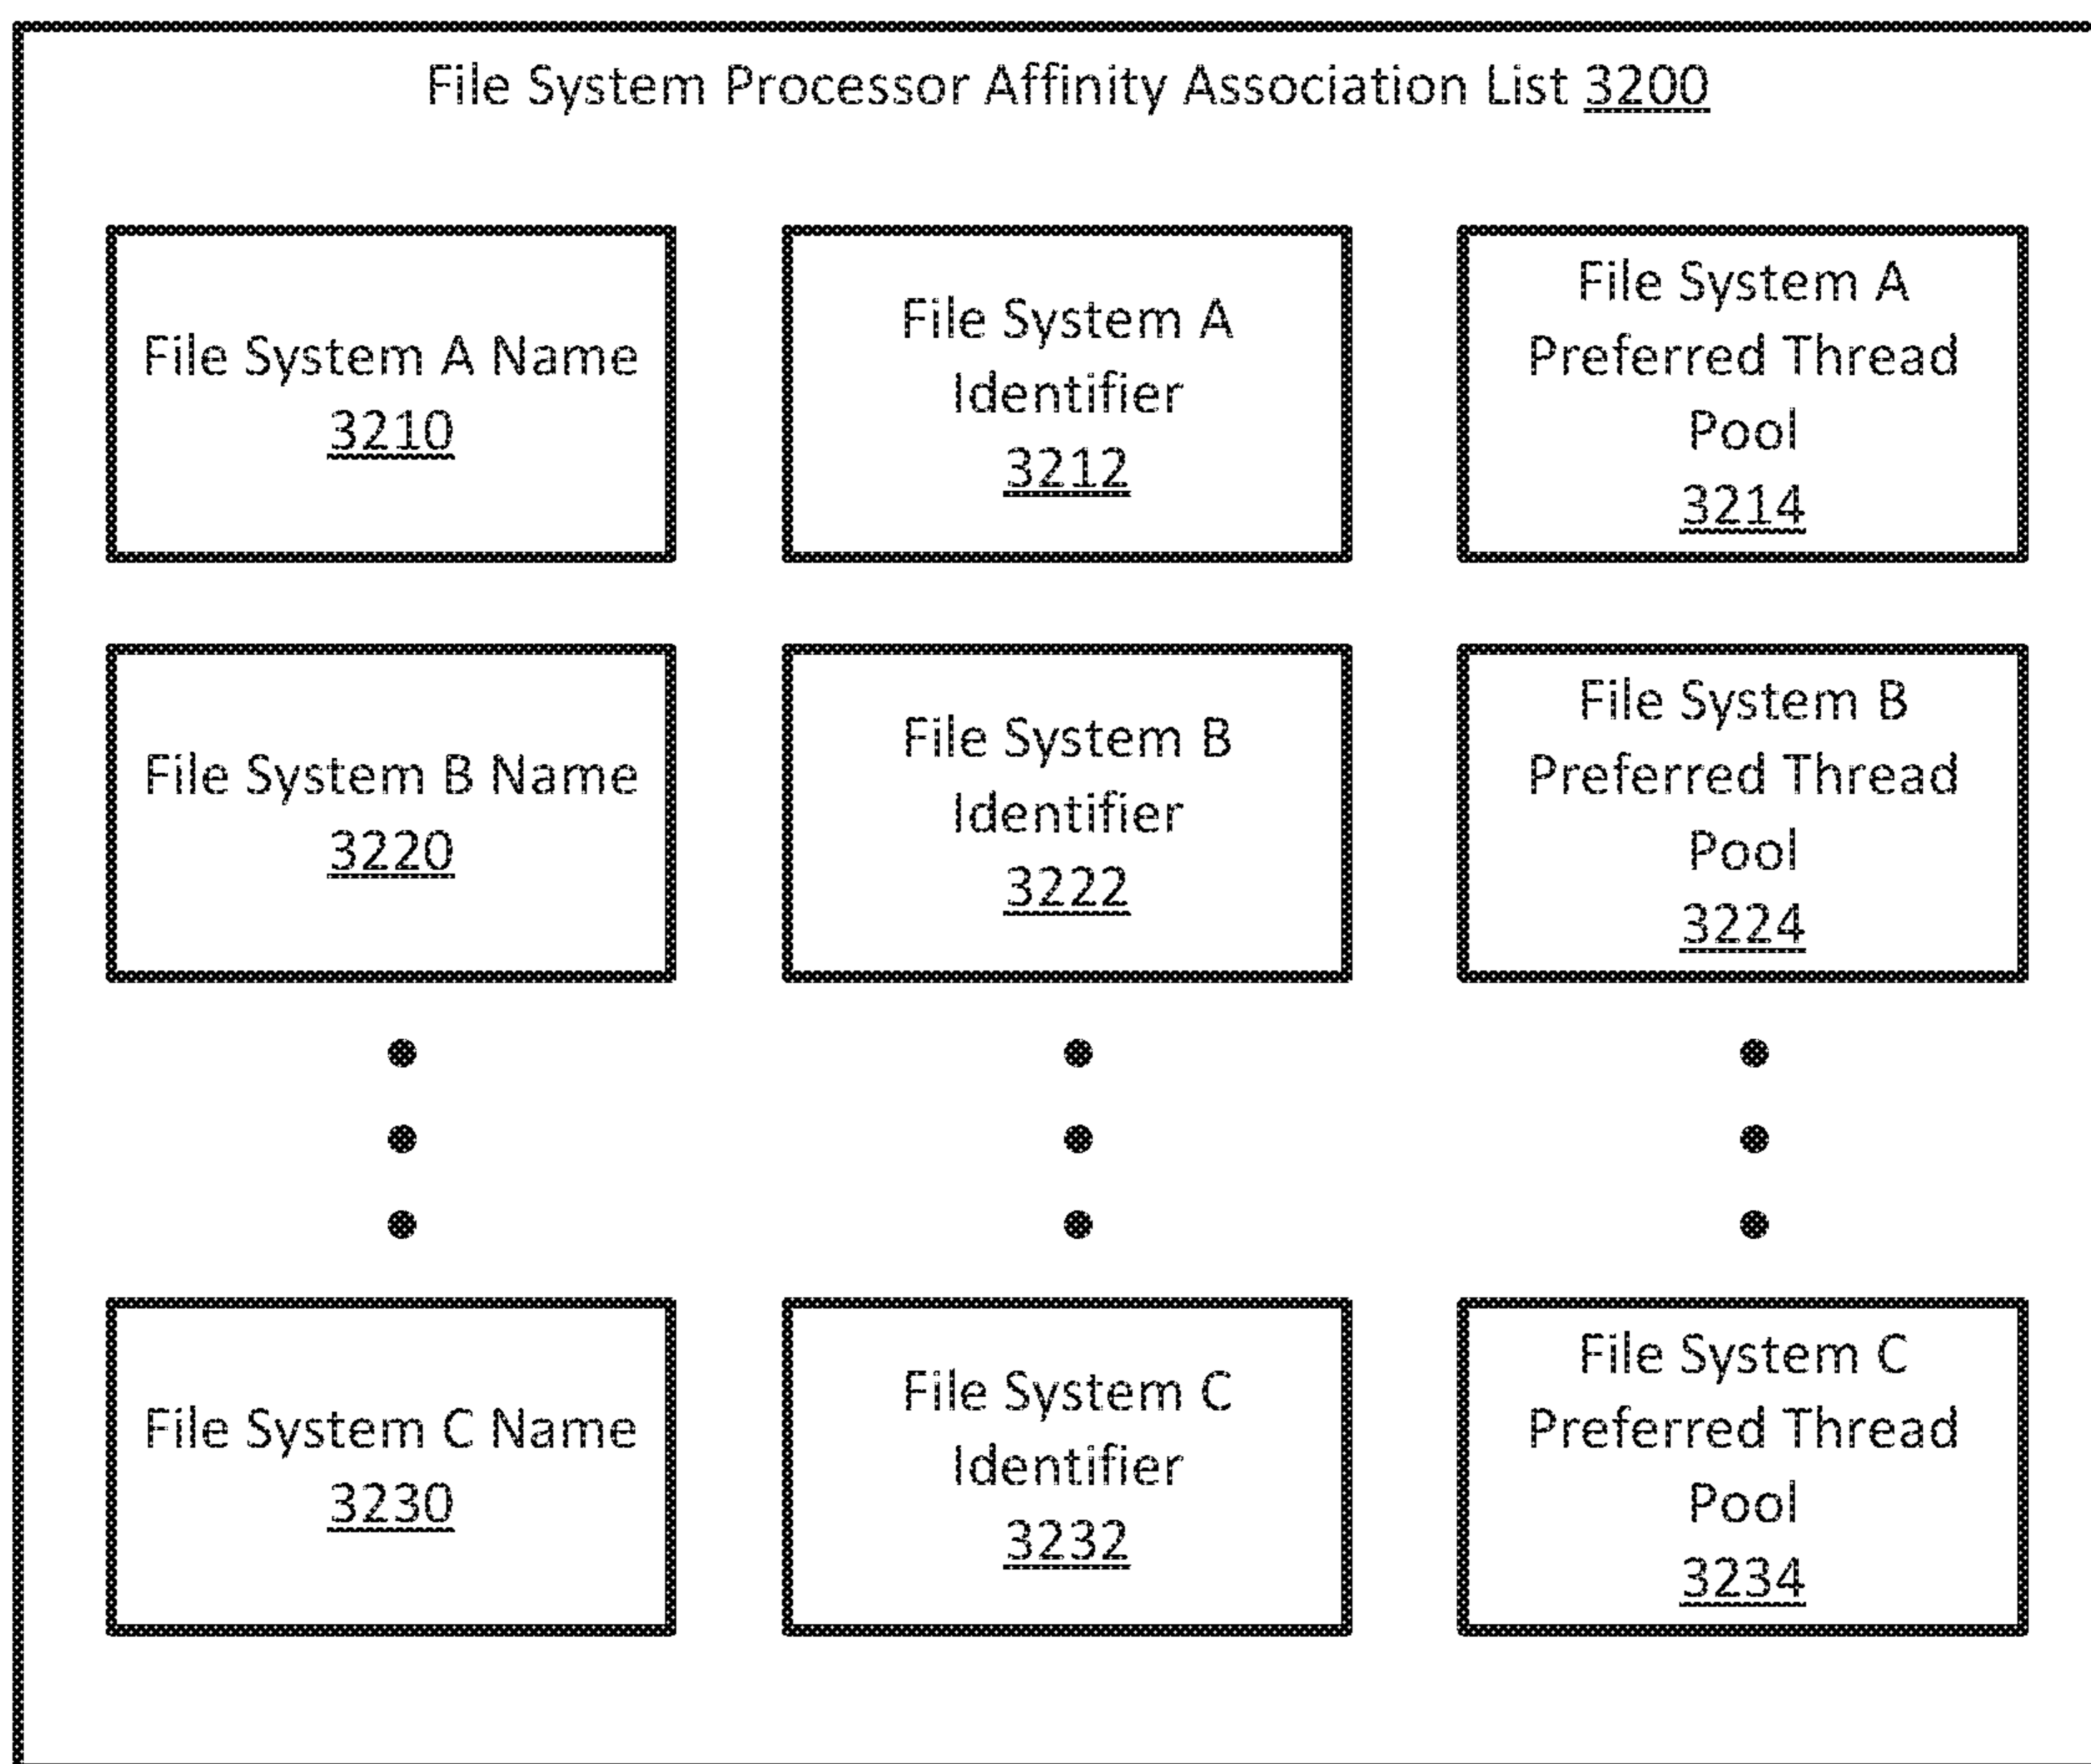 File System Processor Affinity Association List 3200
File System A Name
3210
File System A
Identifier
3212
File System A
Preferred Thread
Pool
3214
File System B Name
3220
File System B
Identifier
3222
File System B
Preferred Thread
Pool
3224
File System C Name
3230
File System C
Identifier
3232
File System C
Preferred Thread
Pool
3234